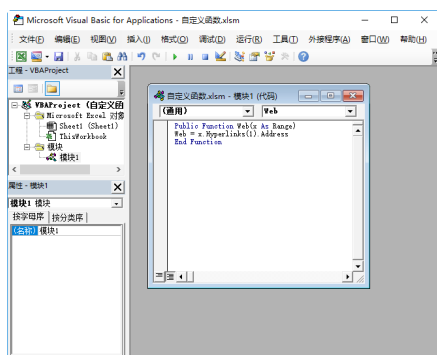 Microsoft Visual Basic for Applications - 自定义函数.xlsm
文件(F) 编辑(E) 视图(V) 插入(I) 格式(O) 调试(D) 运行(R) 工具(T) 外接程序(A) 窗口(W) 帮助(H)
工程 - VBAProject
VBAProject (自定义函
Microsoft Excel 对象
Sheet1 (Sheet1)
ThisWorkbook
模块
模块1
属性 - 模块1
模块1 模块
按字母序 按分类序
(名称) 模块1
自定义函数.xlsm - 模块1 (代码)
(通用) Web
Public Function Web(x As Range)
Web = x.Hyperlinks(1).Address
End Function